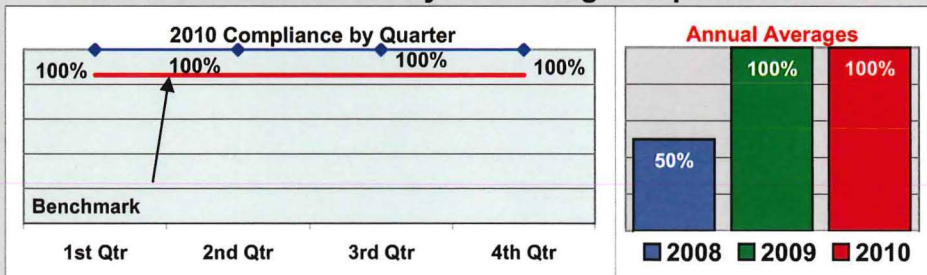 2010 Compliance by Quarter
100% 100% 100% 100%
Benchmark
1st Qtr 2nd Qtr 3rd Qtr 4th Qtr
Annual Averages
50% 100% 100%
2008 2009 2010